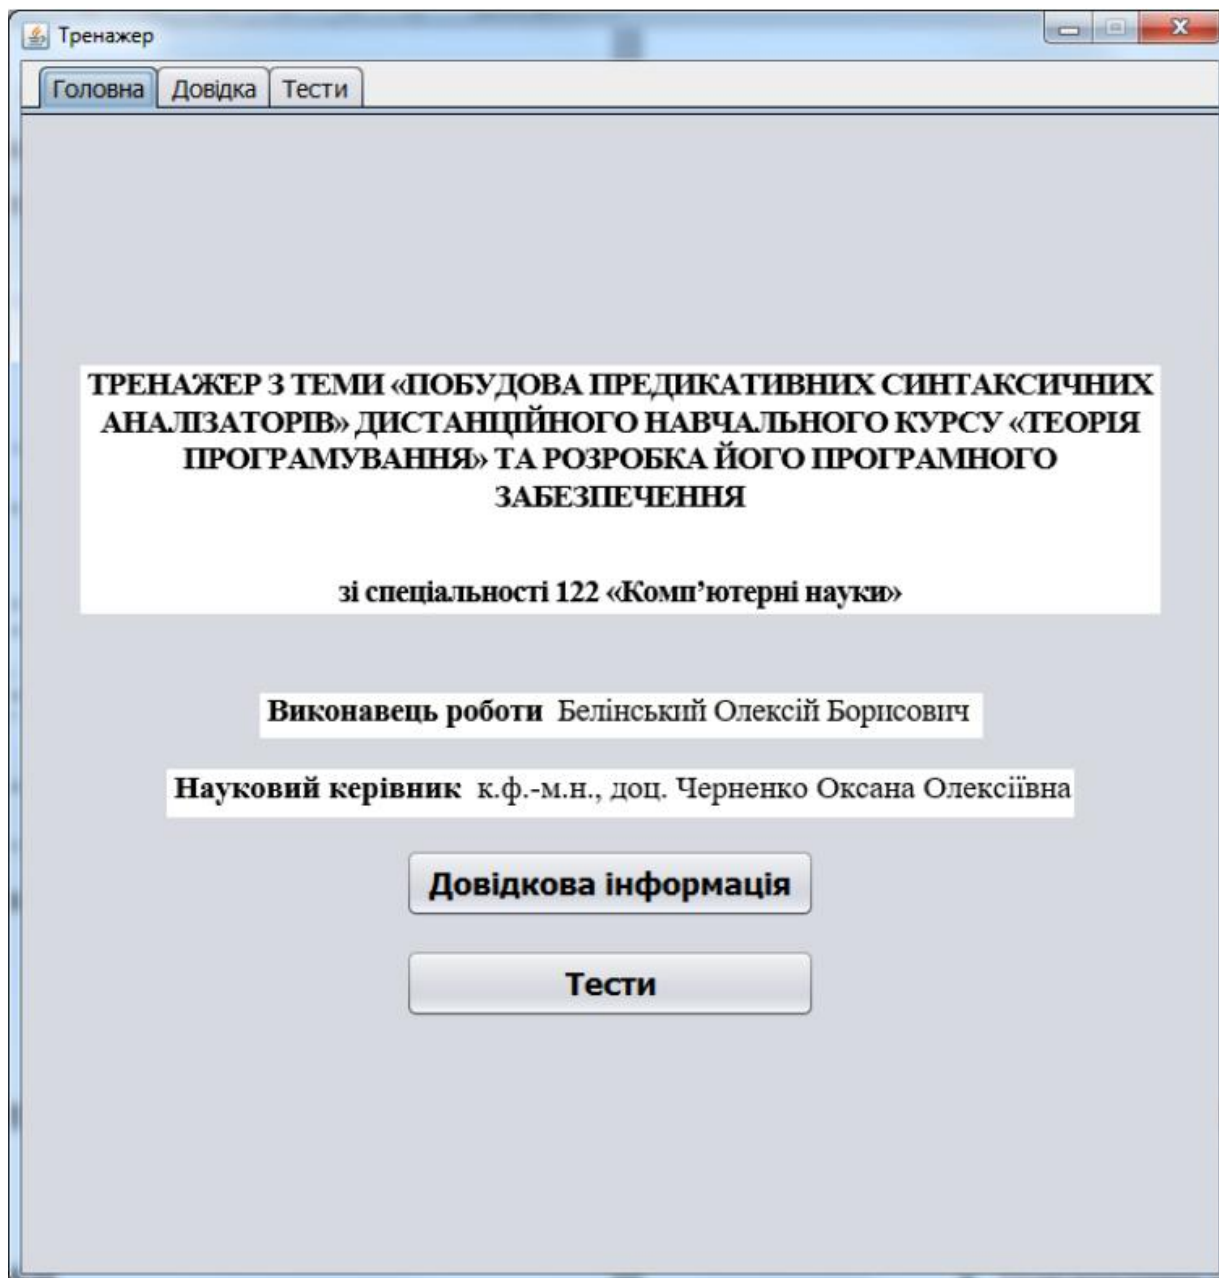 Тренажер
Головна Довідка Тести
ТРЕНАЖЕР З ТЕМИ «ПОБУДОВА ПРЕДИКАТИВНИХ СИНТАКСИЧНИХ
АНАЛІЗАТОРІВ» ДИСТАНЦІЙНОГО НАВЧАЛЬНОГО КУРСУ «ТЕОРІЯ
ПРОГРАМУВАННЯ» ТА РОЗРОБКА ЙОГО ПРОГРАМНОГО
ЗАБЕЗПЕЧЕННЯ
зі спеціальності 122 «Комп’ютерні науки»
Виконавець роботи Белінський Олексій Борисович
Науковий керівник к.ф.-м.н., доц. Черненко Оксана Олексіївна
Довідкова інформація
Тести